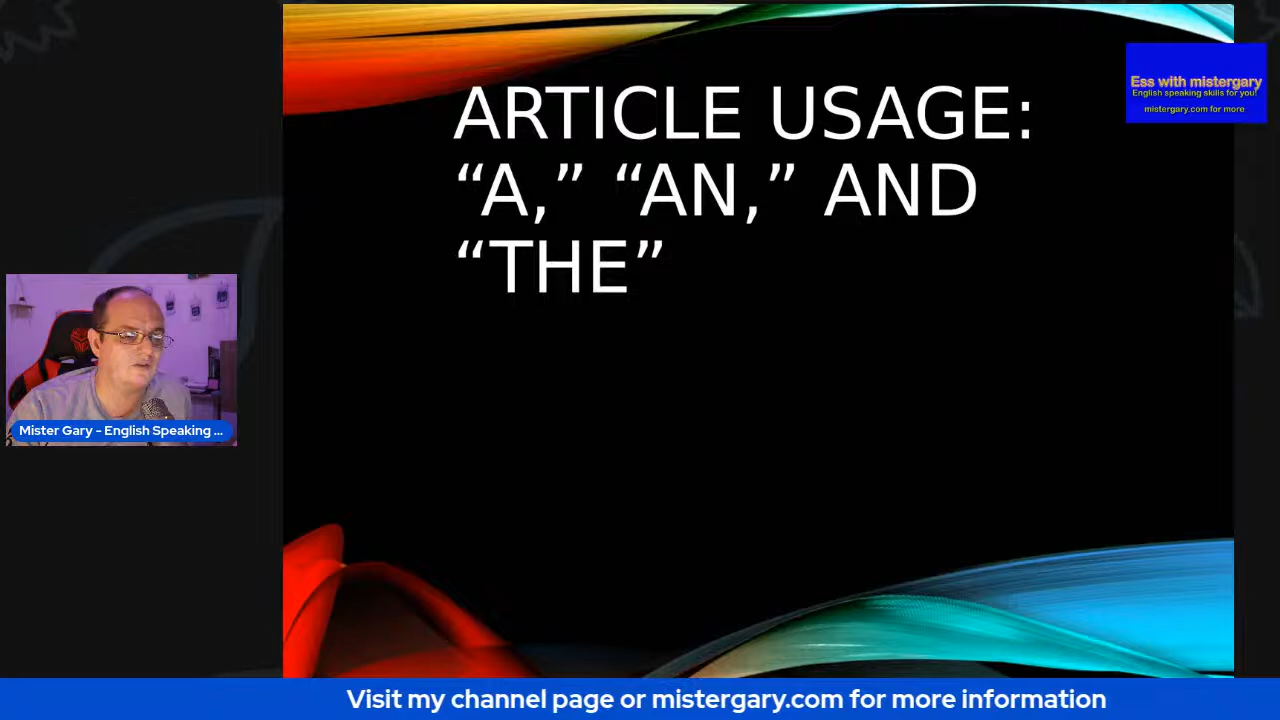 ARTICLE USAGE:
“A,” “AN,” AND
“THE”
Ess with mistergary
English speaking skills for you!
mistergary.com for more
Mister Gary - English Speaking ...
Visit my channel page or mistergary.com for more information